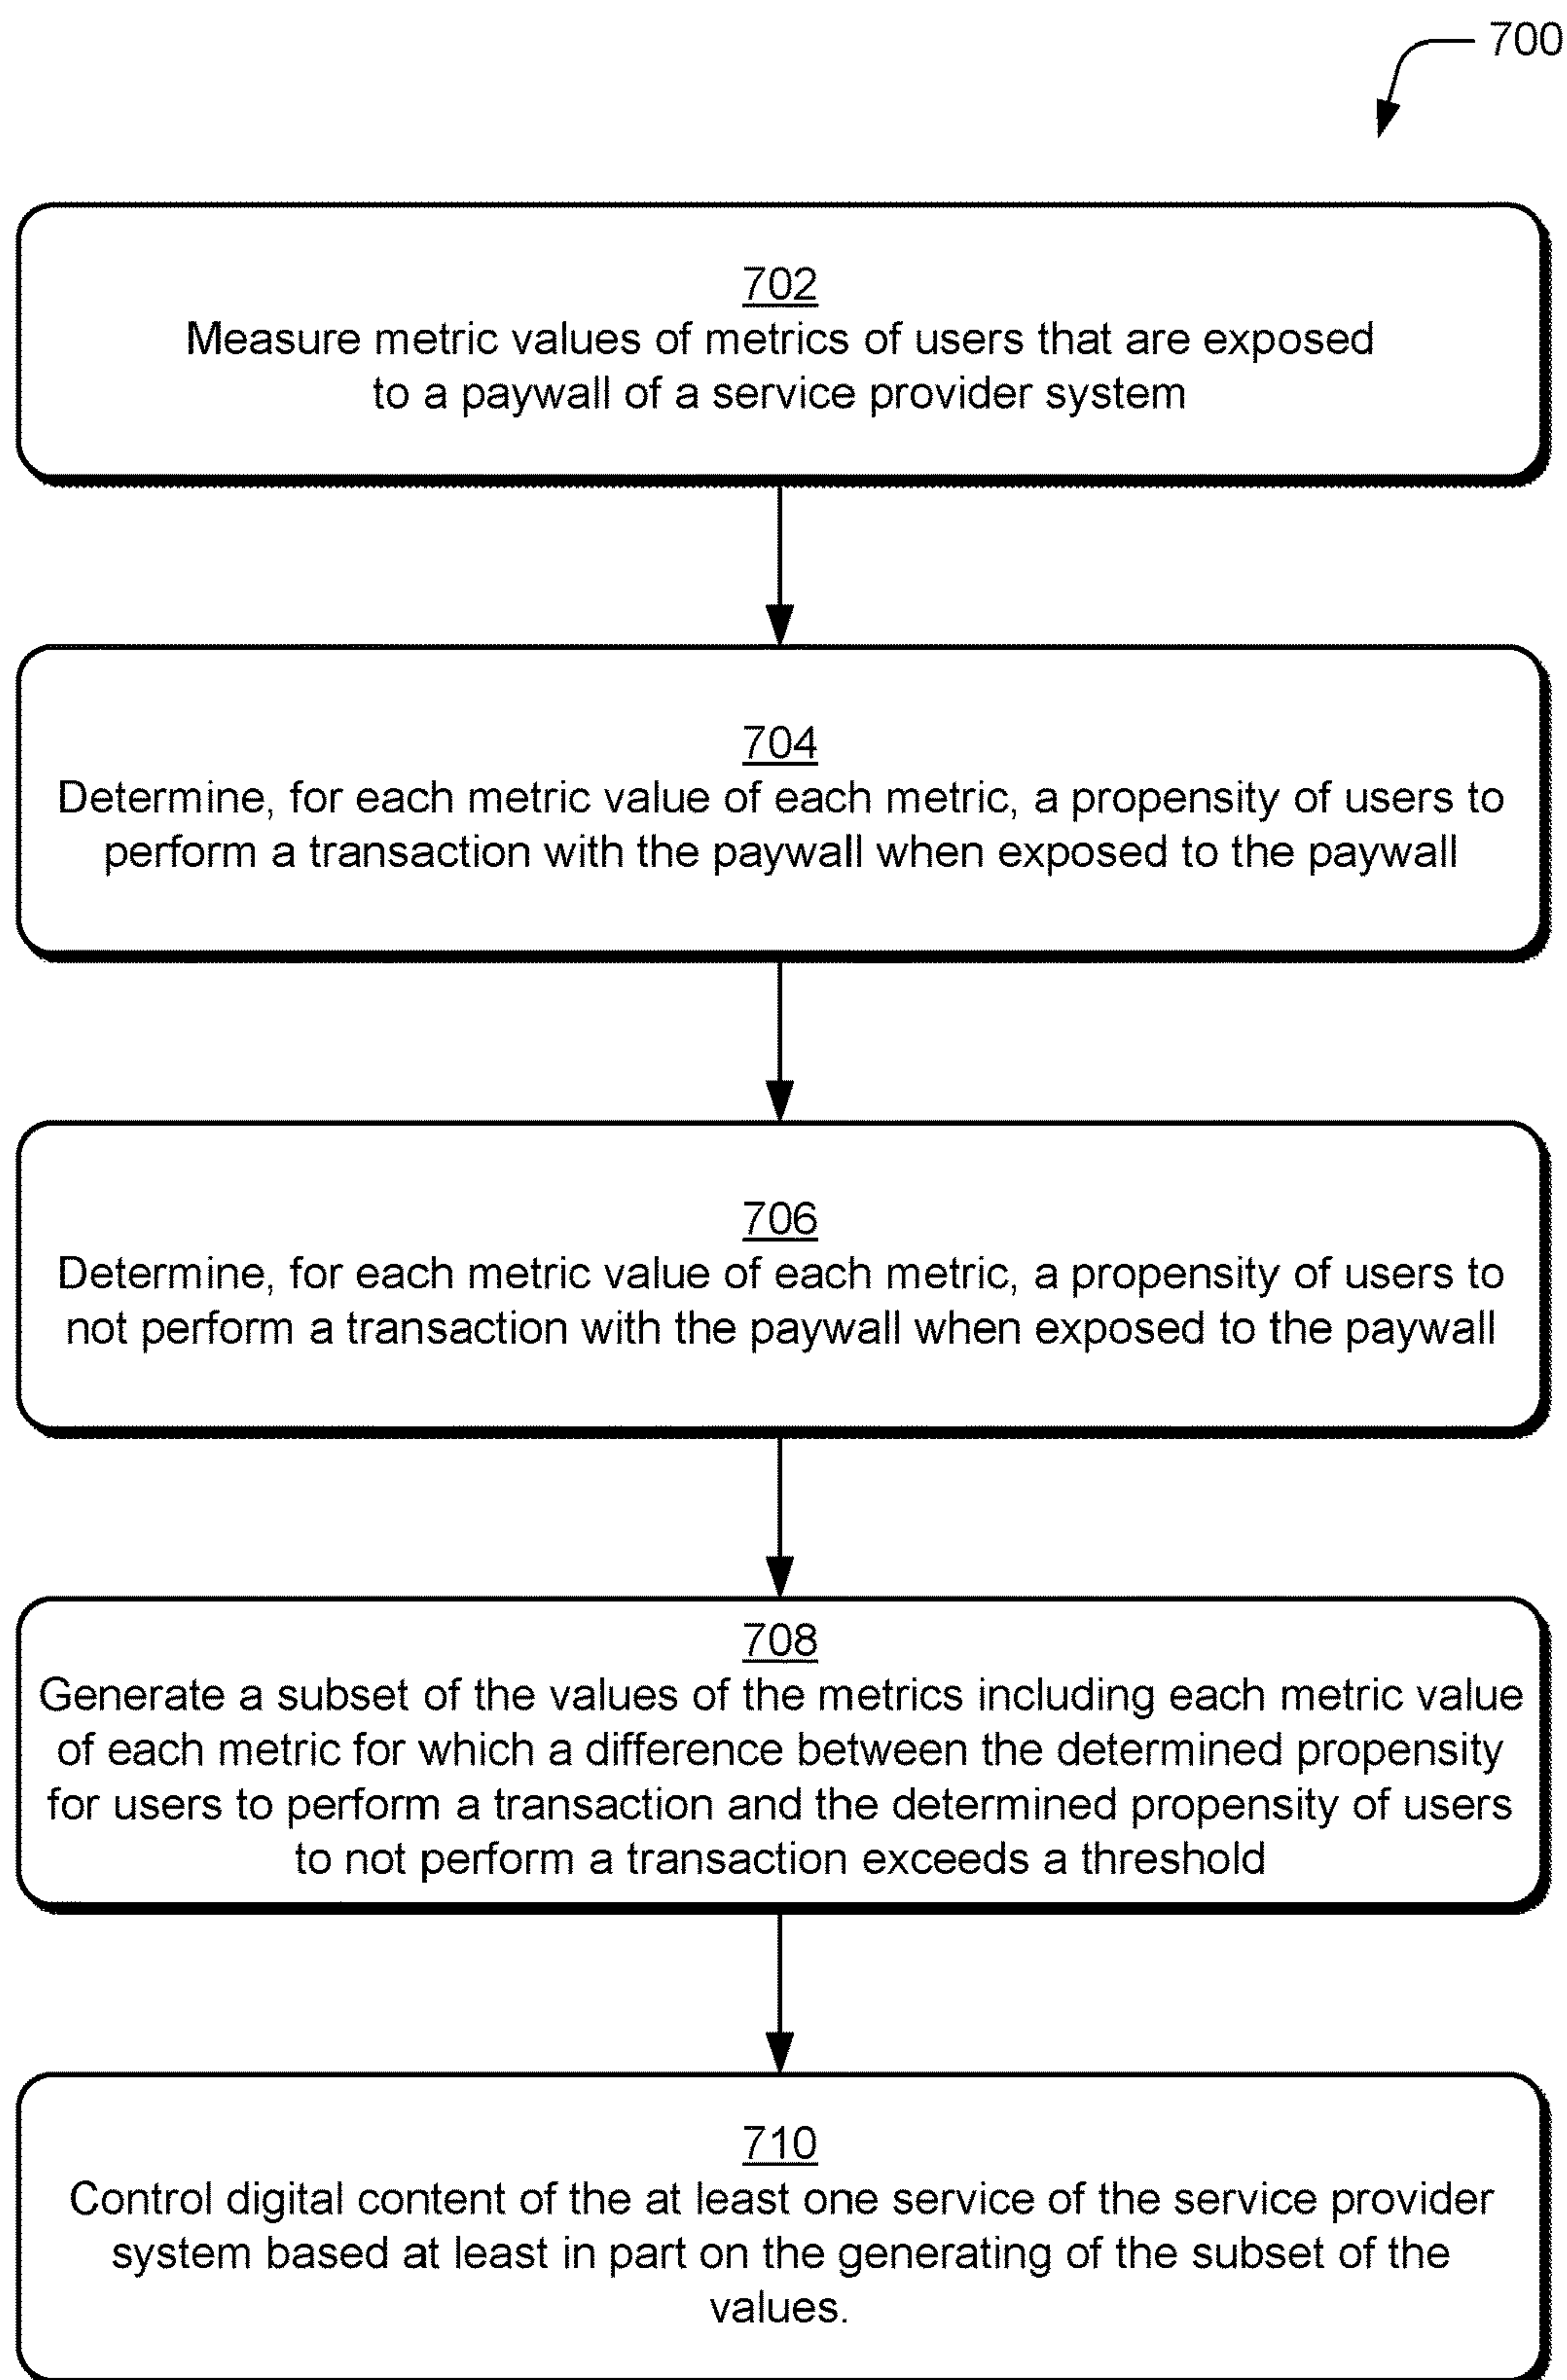 700
702
Measure metric values of metrics of users that are exposed
to a paywall of a service provider system
704
Determine, for each metric value of each metric, a propensity of users to
perform a transaction with the paywall when exposed to the paywall
706
Determine, for each metric value of each metric, a propensity of users to
not perform a transaction with the paywall when exposed to the paywall
708
Generate a subset of the values of the metrics including each metric value
of each metric for which a difference between the determined propensity
for users to perform a transaction and the determined propensity of users
to not perform a transaction exceeds a threshold
710
Control digital content of the at least one service of the service provider
system based at least in part on the generating of the subset of the
values.